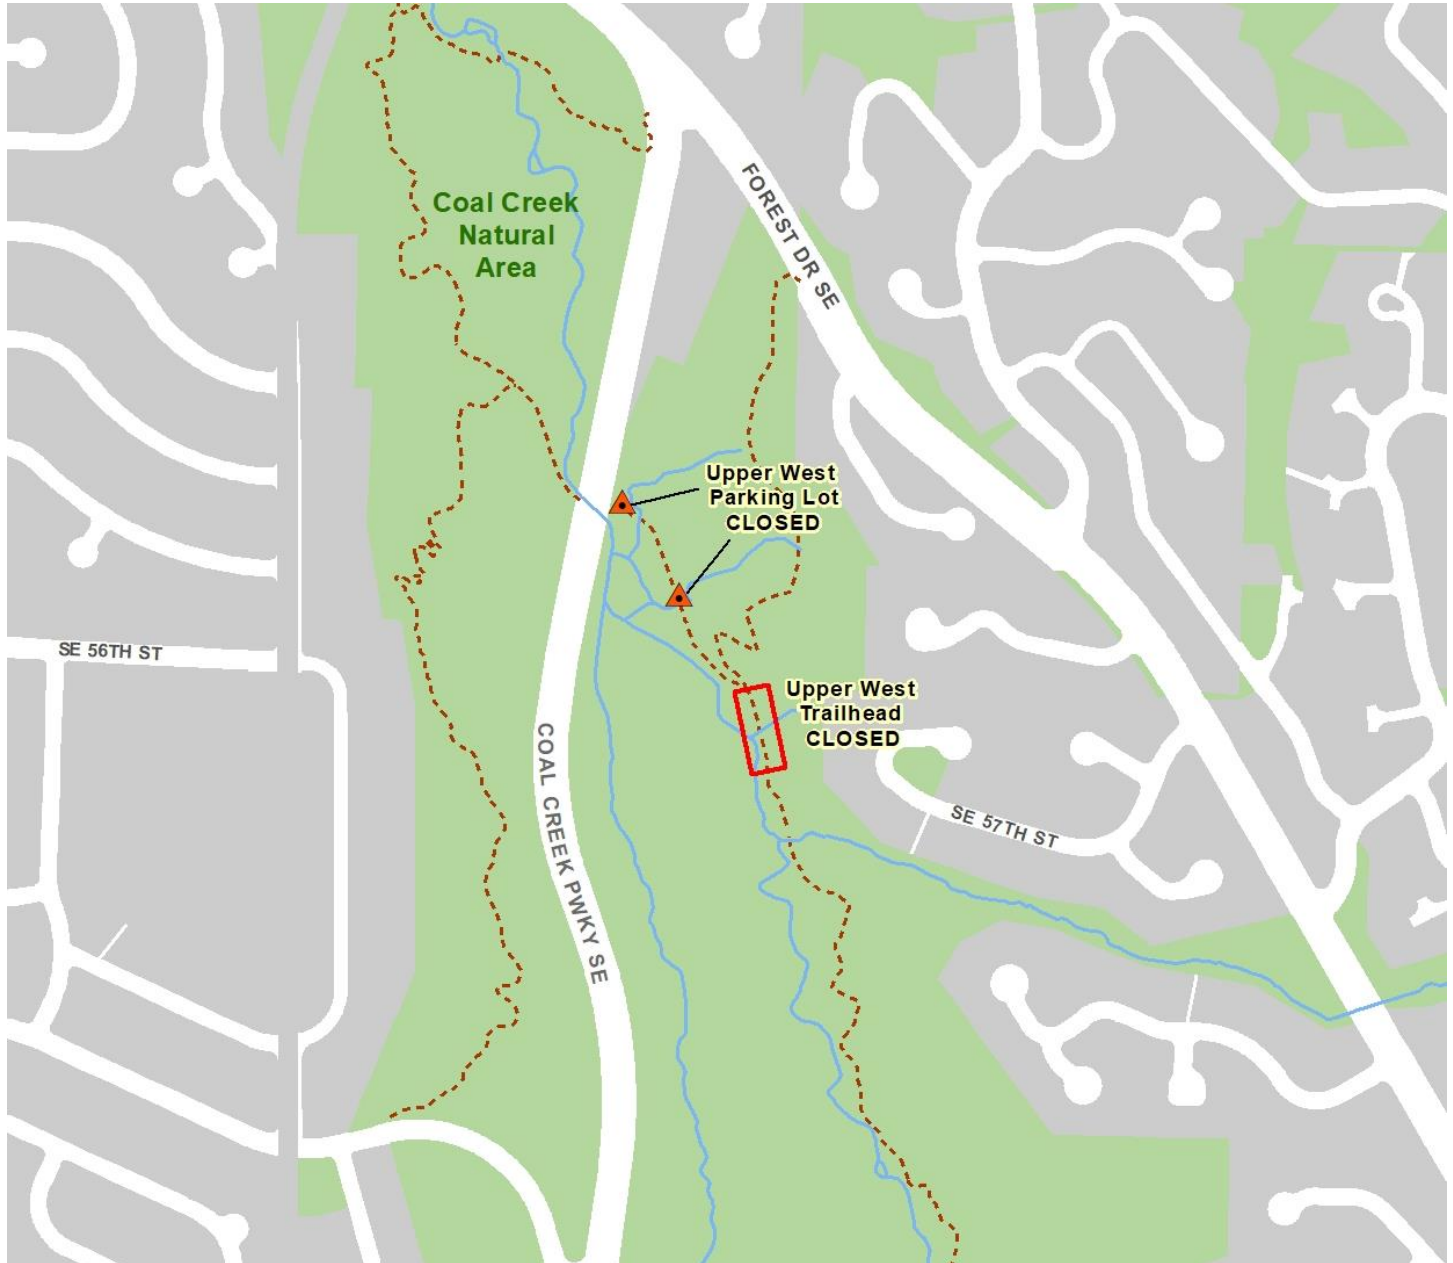 FOREST DR SE
Coal Creek
Natural
Area
Upper West
Parking Lot
CLOSED
SE 56TH ST
Upper West
Trailhead
CLOSED
COAL CREEK PWKY SE
SE 57TH ST